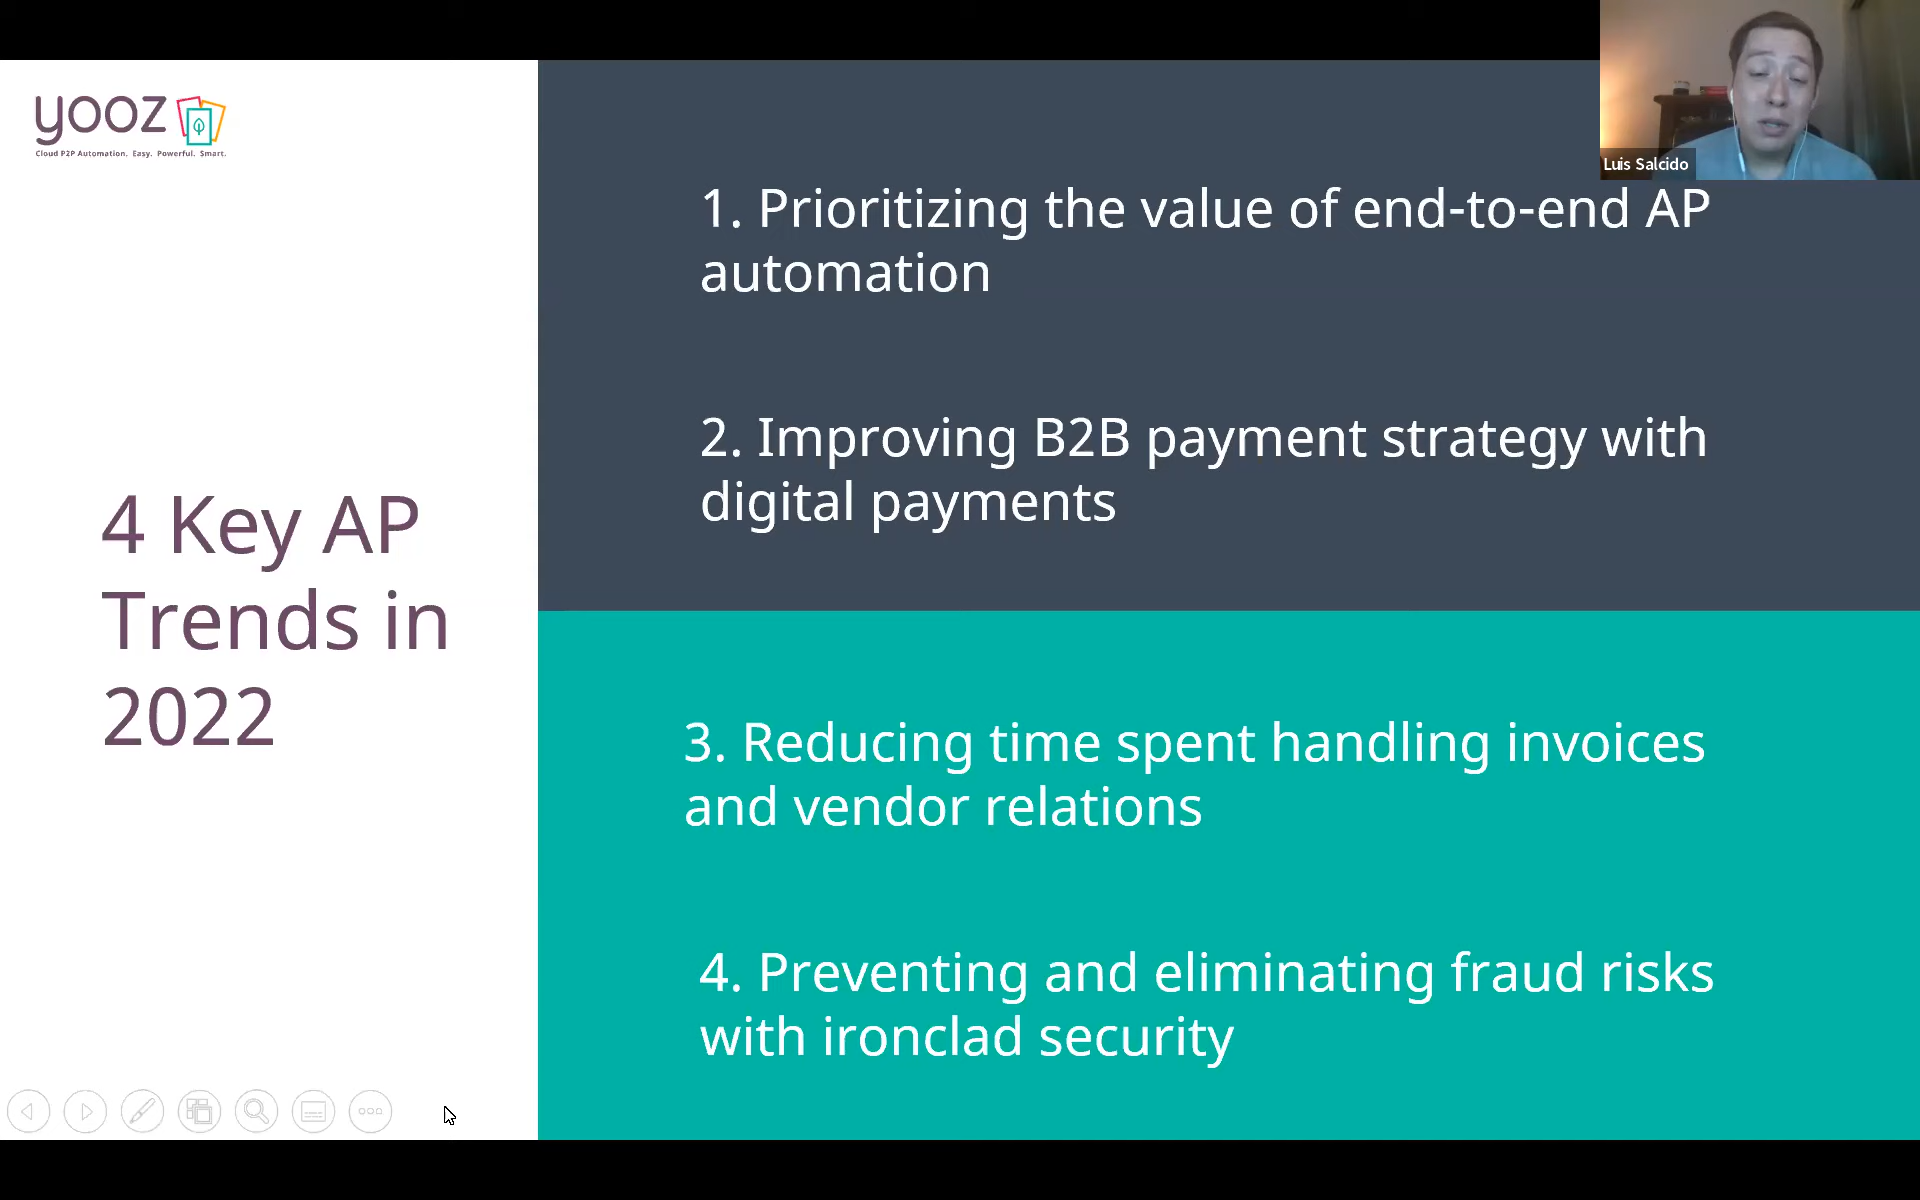 yooz
Cloud P2P Automation. Easy. Powerful. Smart.
4 Key AP
Trends in
2022
Luis Salcido
1. Prioritizing the value of end-to-end AP
automation
2. Improving B2B payment strategy with
digital payments
3. Reducing time spent handling invoices
and vendor relations
4. Preventing and eliminating fraud risks
with ironclad security